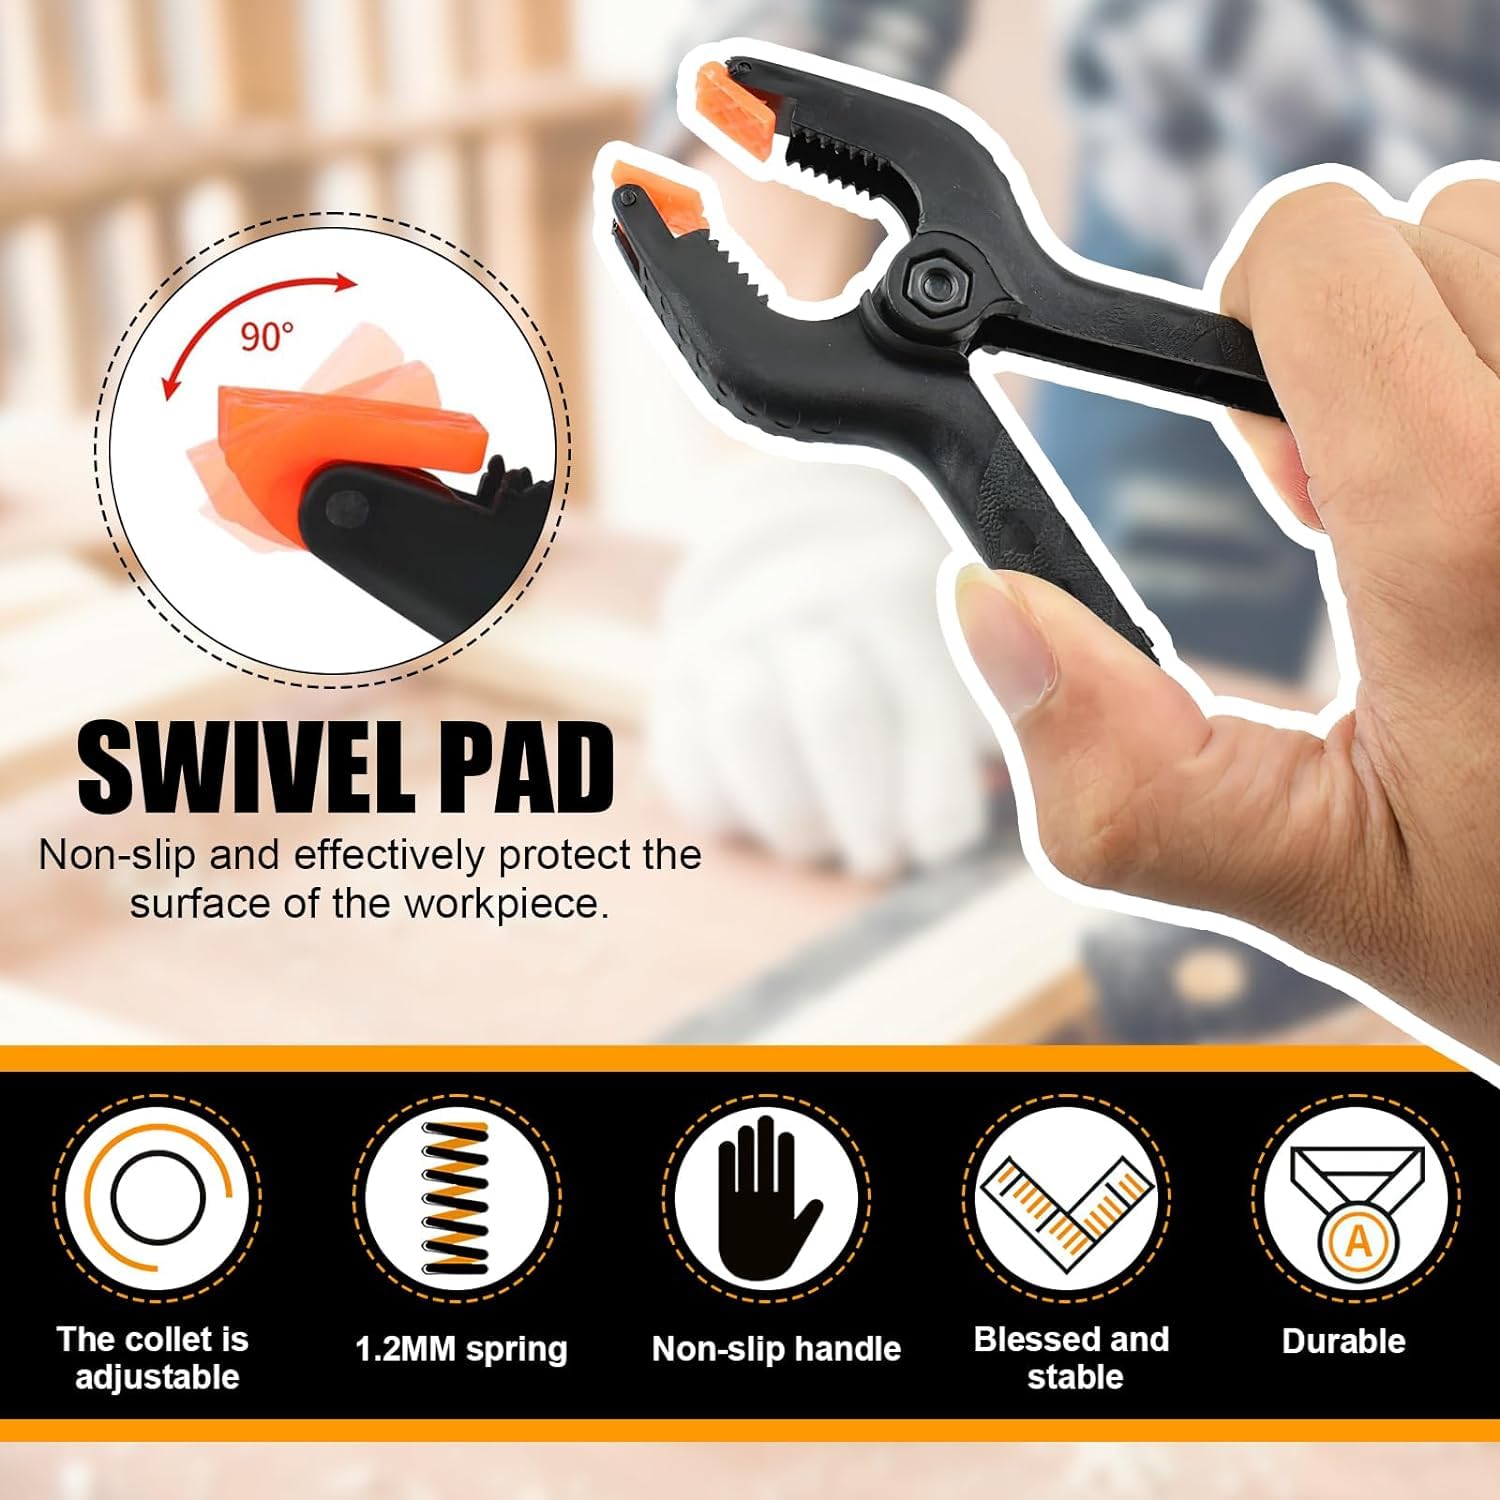 90°
SWIVEL PAD
Non-slip and effectively protect the
surface of the workpiece.
A
The collet is
adjustable
1.2MM spring
Non-slip handle
Blessed and
stable
Durable